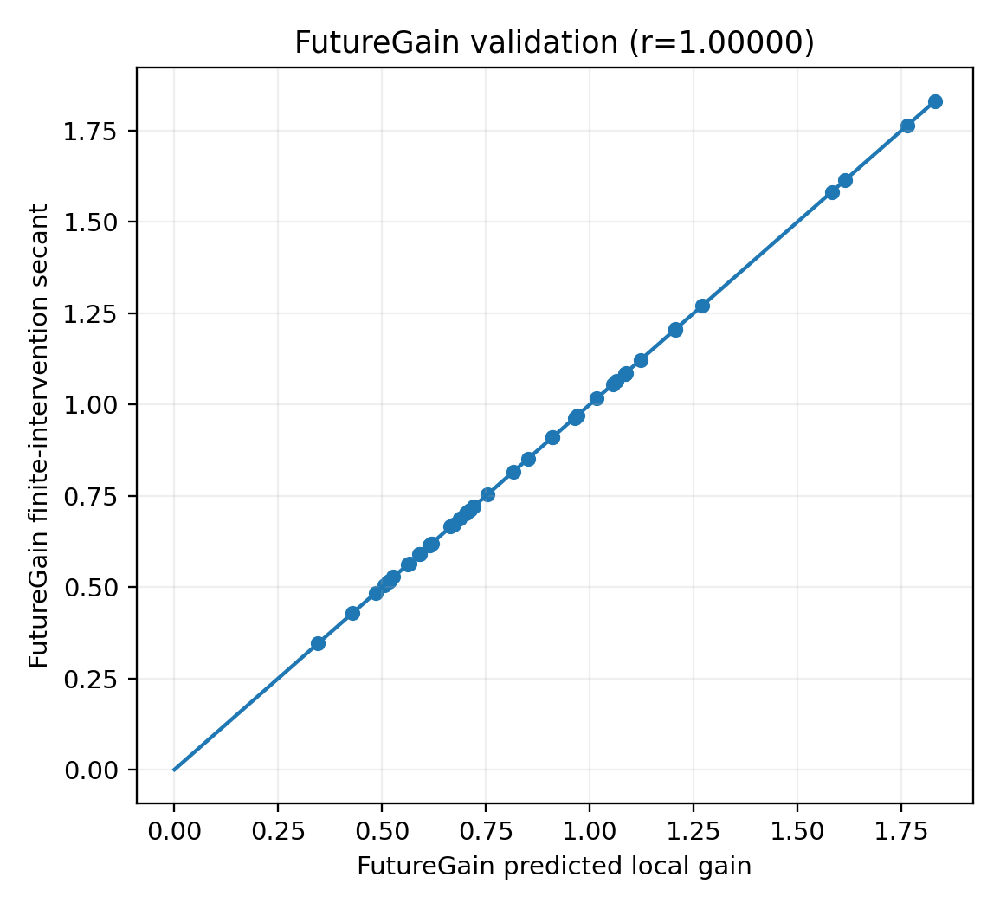 FutureGain validation (r=1.00000)
FutureGain finite-intervention secant
1.75
1.50
1.25
1.00
0.75
0.50
0.25
0.00
0.00 0.25 0.50 0.75 1.00 1.25 1.50 1.75
FutureGain predicted local gain